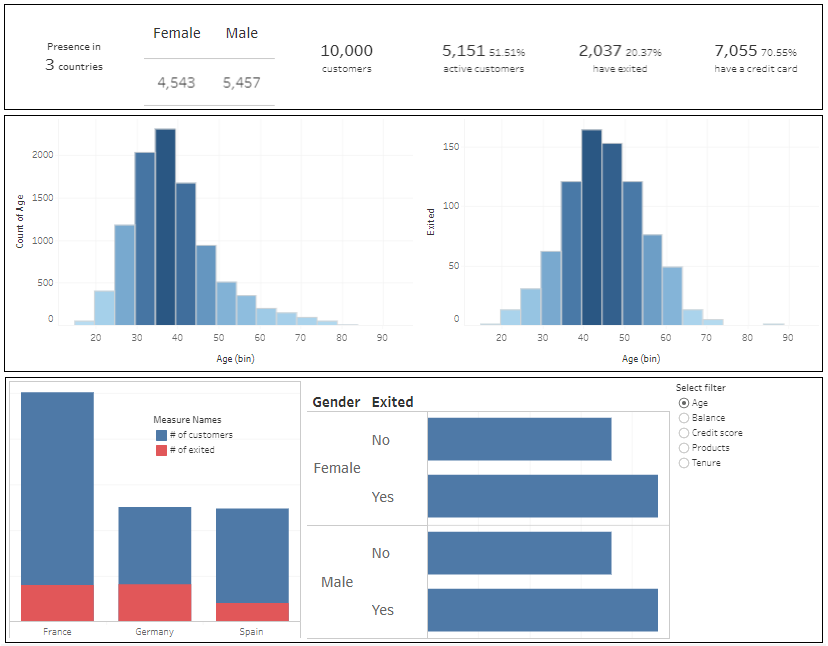 Presence in
3 countries
Female Male
4,543 5,457
10,000
customers
5,151 51.51%
active customers
2,037 20.37%
have exited
7,055 70.55%
have a credit card
Count of Age
2000
1500
1000
500
0
20 30 40 50 60 70 80 90
Age (bin)
Exited
150
100
50
0
20 30 40 50 60 70 80 90
Age (bin)
Measure Names
# of customers
# of exited
France Germany Spain
Gender Exited
Female
No
Yes
Male
No
Yes
Select filter
Age
Balance
Credit score
Products
Tenure